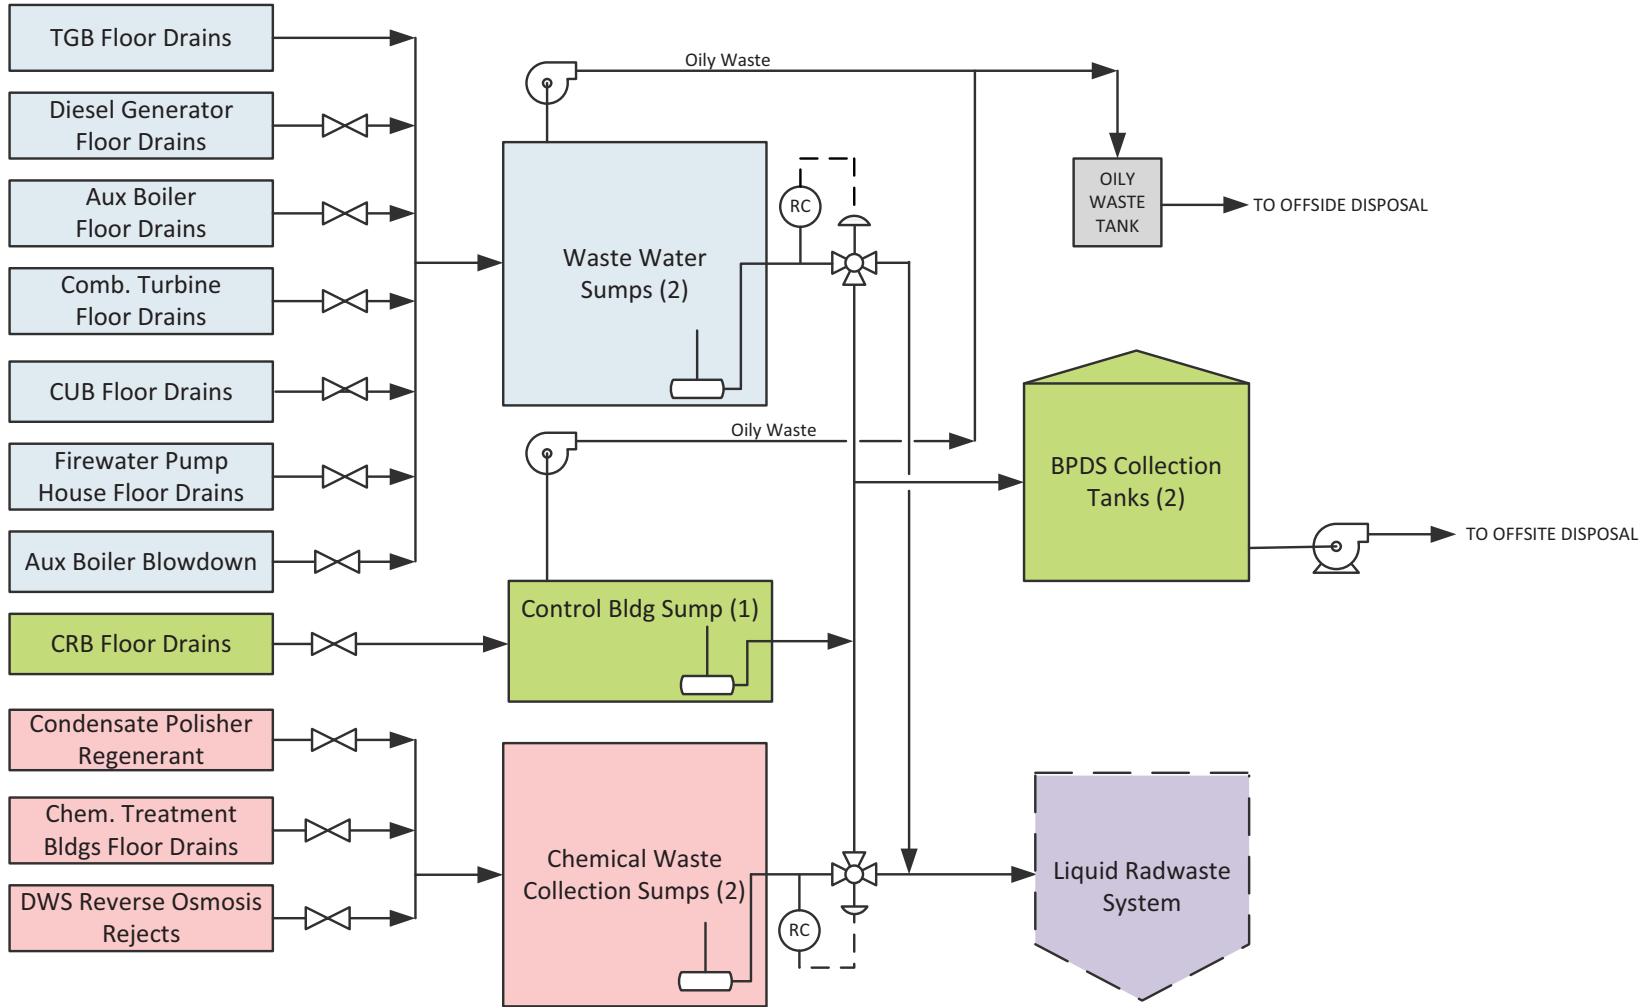 TGB Floor Drains
Diesel Generator
Floor Drains
Aux Boiler
Floor Drains
Comb. Turbine
Floor Drains
CUB Floor Drains
Firewater Pump
House Floor Drains
Aux Boiler Blowdown
CRB Floor Drains
Condensate Polisher
Regenerant
Chem. Treatment
Bldgs Floor Drains
DWS Reverse Osmosis
Rejects
Oily Waste
Waste Water
Sumps (2)
RC
Oily Waste
Control Bldg Sump (1)
Chemical Waste
Collection Sumps (2)
RC
OILY
WASTE
TANK
TO OFFSIDE DISPOSAL
BPDS Collection
Tanks (2)
TO OFFSITE DISPOSAL
Liquid Radwaste
System